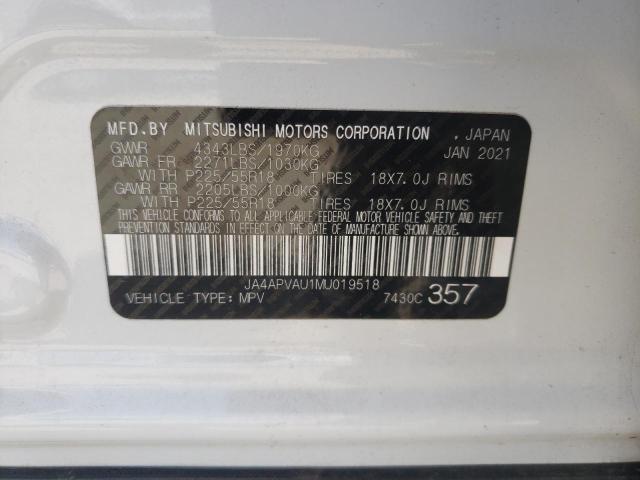 MFD.BY MITSUBISHI MOTORS CORPORATION , JAPAN
GVWR 4343LBS/1970KG JAN 2021
GAWR FR 2271LBS/1030KG
WITH P225/55R18 TIRES 18X7.0J RIMS
GAWR RR 2205LBS/1000KG
WITH P225/55R18 TIRES 18X7.0J RIMS
THIS VEHICLE CONFORMS TO ALL APPLICABLE FEDERAL MOTOR VEHICLE SAFETY AND THEFT
PREVENTION STANDARDS IN EFFECT ON THE DATE OF MANUFACTURE SHOWN ABOVE.
JA4APVAU1MU019518
VEHICLE TYPE: MPV 7430C 357